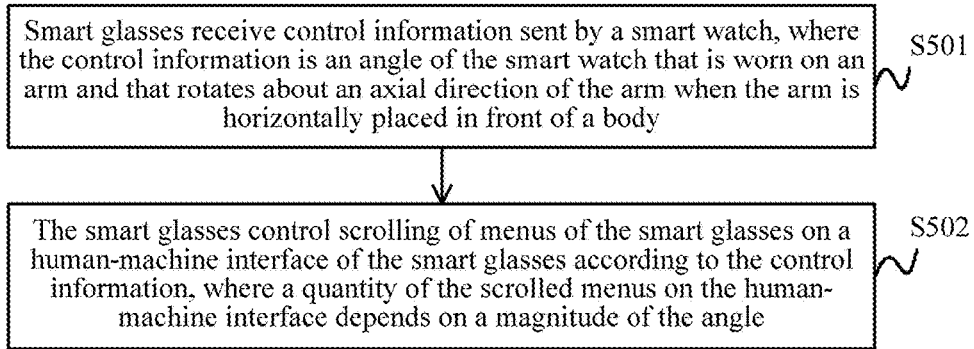 Smart glasses receive control information sent by a smart watch, where
the control information is an angle of the smart watch that is worn on an
arm and that rotates about an axial direction of the arm when the arm is
horizontally placed in front of a body
S501
The smart glasses control scrolling of menus of the smart glasses on a
human-machine interface of the smart glasses according to the control
information, where a quantity of the scrolled menus on the human-
machine interface depends on a magnitude of the angle
S502